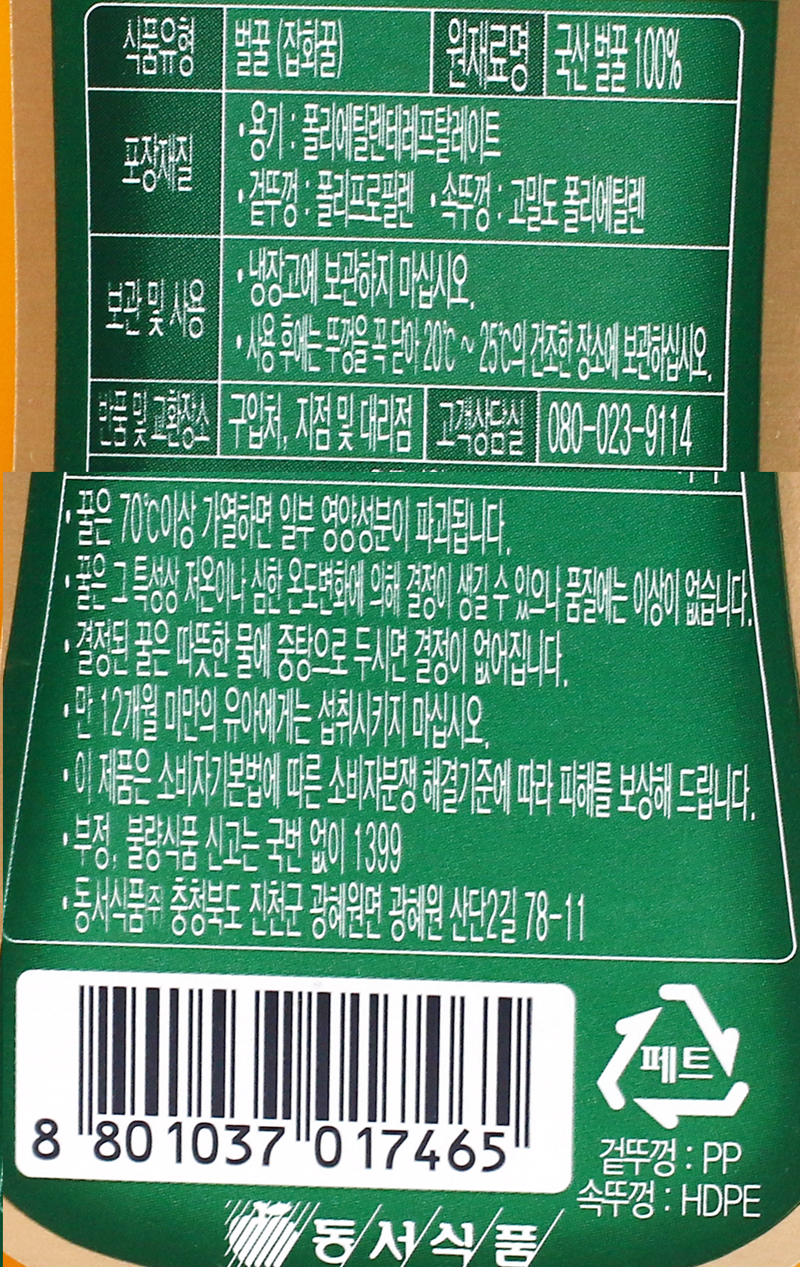 식품유형 벌꿀 (잡화꿀) 원재료명 국산 벌꿀 100%
포장재질
•용기 : 폴리에틸렌테레프탈레이트
•겉뚜껑 : 폴리프로필렌 •속뚜껑 : 고밀도 폴리에틸렌
보관 및 사용
•냉장고에 보관하지 마십시오.
•사용 후에는 뚜껑을 꼭 닫아 20℃ ~ 25℃의 건조한 장소에 보관하십시오.
반품 및 교환장소 구입처, 지점 및 대리점 고객상담실 080-023-9114
•꿀은 70℃이상 가열하면 일부 영양성분이 파괴됩니다.
•꿀은 그 특성상 저온이나 심한 온도변화에 의해 결정이 생길 수 있으나 품질에는 이상이 없습니다.
•결정된 꿀은 따뜻한 물에 중탕으로 두시면 결정이 없어집니다.
•만 12개월 미만의 유아에게는 섭취시키지 마십시오.
•이 제품은 소비자기본법에 따른 소비자분쟁 해결기준에 따라 피해를 보상해 드립니다.
•부정, 불량식품 신고는 국번 없이 1399
•동서식품㈜ 충청북도 진천군 광혜원면 광혜원 산단2길 78-11
페트
8 801037 017465
겉뚜껑 : PP
속뚜껑 : HDPE
동서식품